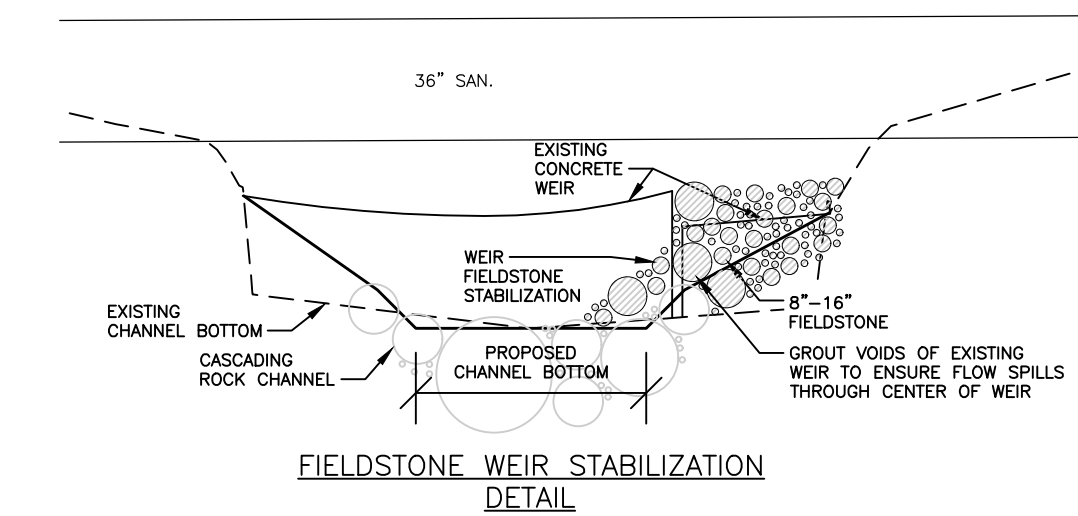 36” SAN.
EXISTING
CONCRETE
WEIR
WEIR
FIELDSTONE
STABILIZATION
EXISTING
CHANNEL BOTTOM
8”-16”
FIELDSTONE
CASCADING
ROCK CHANNEL
PROPOSED
CHANNEL BOTTOM
GROUT VOIDS OF EXISTING
WEIR TO ENSURE FLOW SPILLS
THROUGH CENTER OF WEIR
FIELDSTONE WEIR STABILIZATION
DETAIL